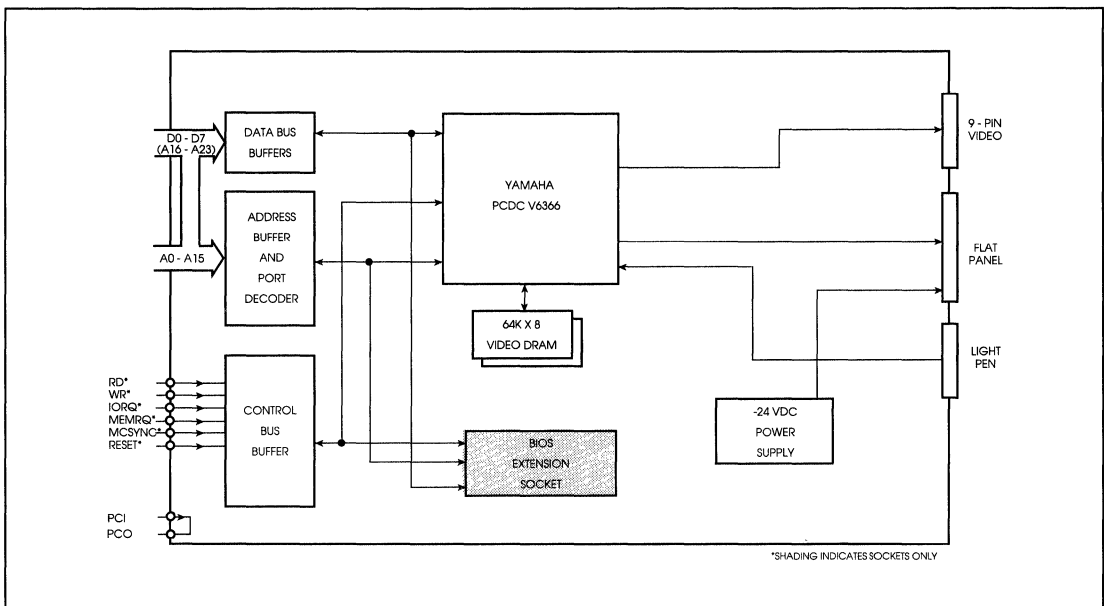 D0 - D7
(A16 - A23)
A0 - A15
DATA BUS
BUFFERS
ADDRESS
BUFFER
AND
PORT
DECODER
RD*
WR*
IORQ*
MEMRQ*
MCSYNC*
RESET*
CONTROL
BUS
BUFFER
PCI
PCO
YAMAHA
PCDC V6366
64K X 8
VIDEO DRAM
BIOS
EXTENSION
SOCKET
-24 VDC
POWER
SUPPLY
9 - PIN
VIDEO
FLAT
PANEL
LIGHT
PEN
*SHADING INDICATES SOCKETS ONLY